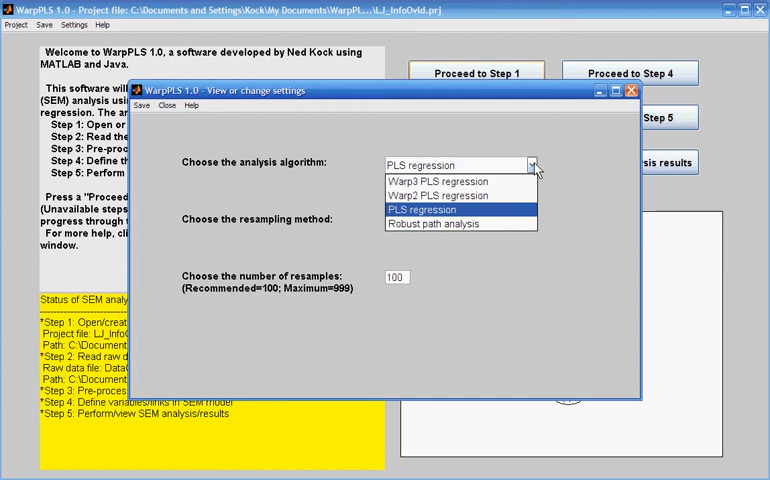 WarpPLS 1.0 - Project file: C:\Documents and Settings\Kock\My Documents\WarpPL...\LJ_InfoOvld.prj
Project Save Settings Help
Welcome to WarpPLS 1.0, a software developed by Ned Kock using
MATLAB and Java.
This software will
(SEM) analysis usi
regression. The an
Step 1: Open or
Step 2: Read the
Step 3: Pre-proc
Step 4: Define th
Step 5: Perform
Press a "Proceed
(Unavailable steps
progress through t
For more help, cli
window.
Proceed to Step 1
Proceed to Step 4
Step 5
sis results
WarpPLS 1.0 - View or change settings
Save Close Help
Choose the analysis algorithm:
PLS regression
Warp3 PLS regression
Warp2 PLS regression
PLS regression
Robust path analysis
Choose the resampling method:
Choose the number of resamples:
(Recommended=100; Maximum=999)
100
Status of SEM analy
*Step 1: Open/creat
Project file: LJ_Info
Path: C:\Document
*Step 2: Read raw d
Raw data file: Data
Path: C:\Document
*Step 3: Pre-proces
*Step 4: Define variables/links in SEM model
*Step 5: Perform/view SEM analysis/results